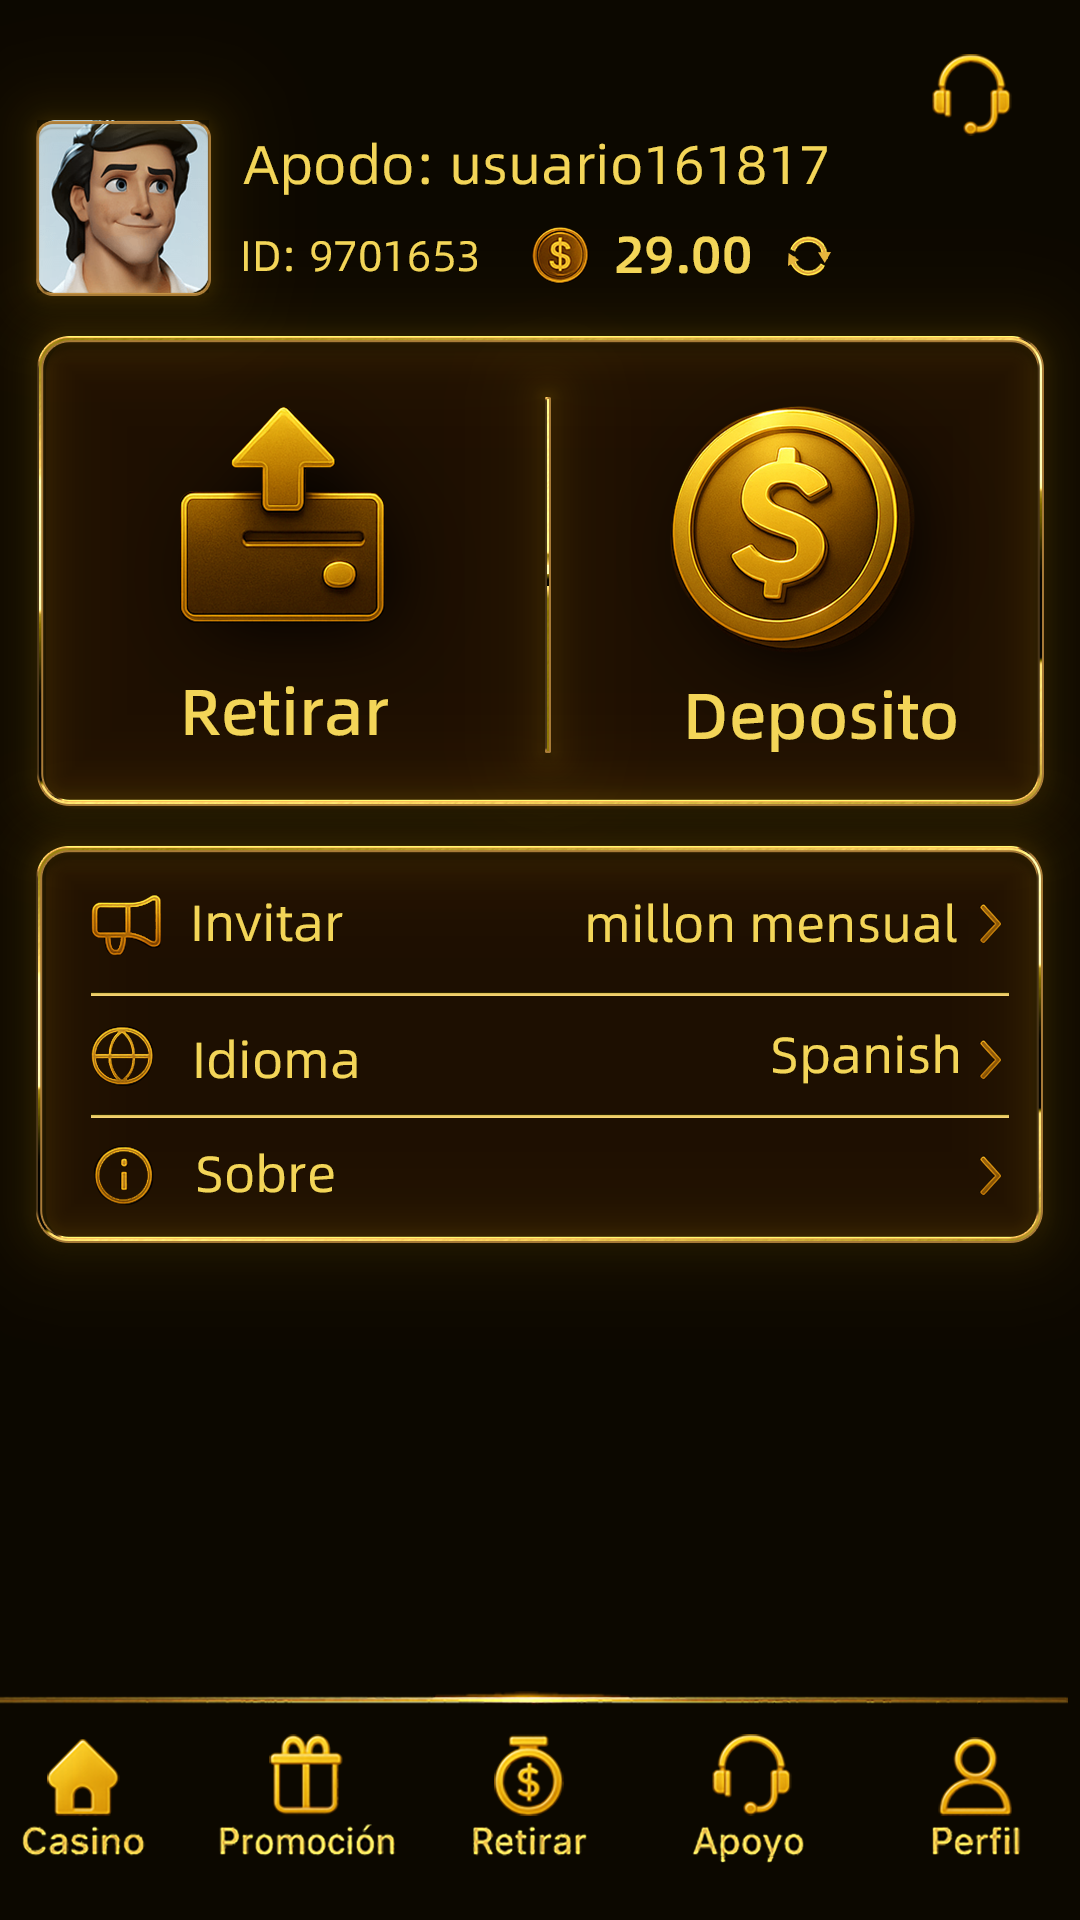 Apodo: usuario161817
ID: 9701653 $ 29.00
$
Retirar Deposito
Invitar millon mensual
Idioma Spanish
i Sobre
$
Casino Promoción Retirar Apoyo Perfil